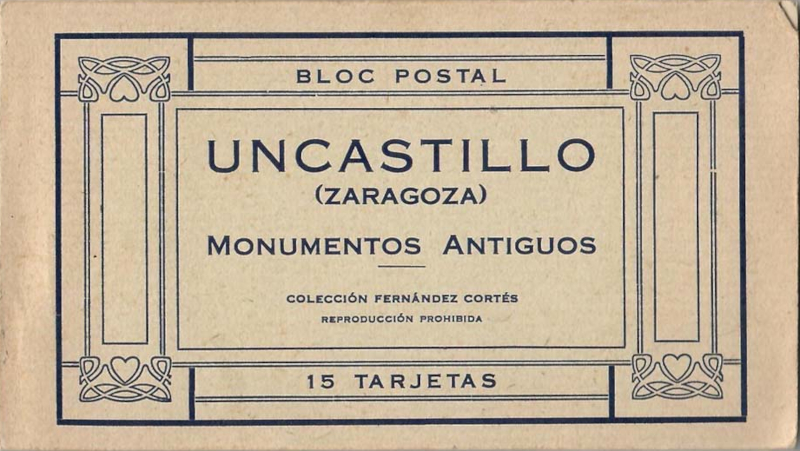 BLOC POSTAL
UNCASTILLO
(ZARAGOZA)
MONUMENTOS ANTIGUOS
COLECCIÓN FERNÁNDEZ CORTÉS
REPRODUCCIÓN PROHIBIDA
15 TARJETAS